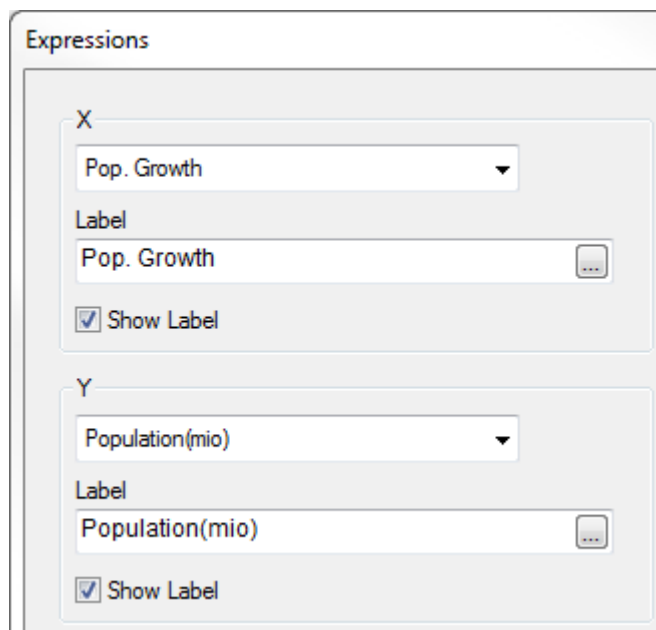 Expressions
X
Pop. Growth
Label
Pop. Growth
...
Show Label
Y
Population(mio)
Label
Population(mio)
...
Show Label